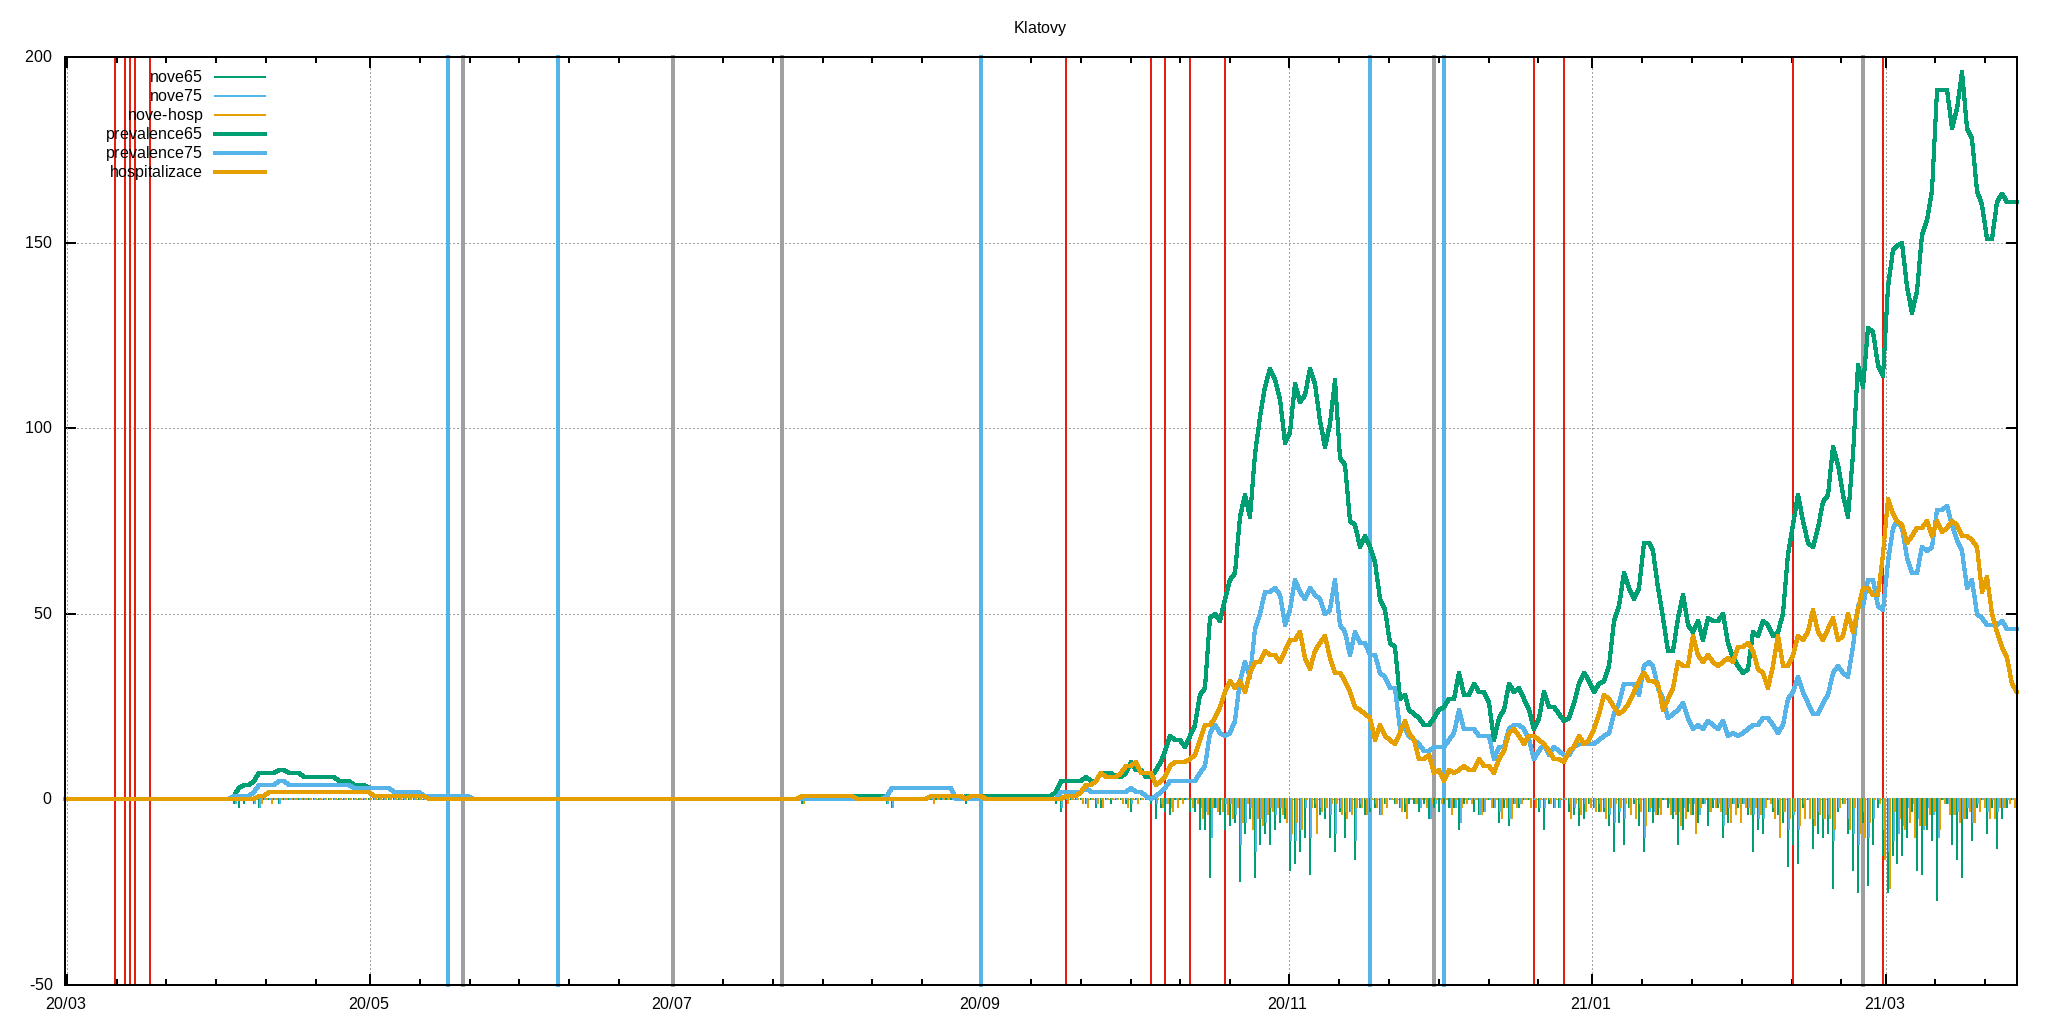 Klatovy
200
150
100
50
0
-50
nove65
nove75
nove-hosp
prevalence65
prevalence75
hospitalizace
20/03 20/05 20/07 20/09 20/11 21/01 21/03